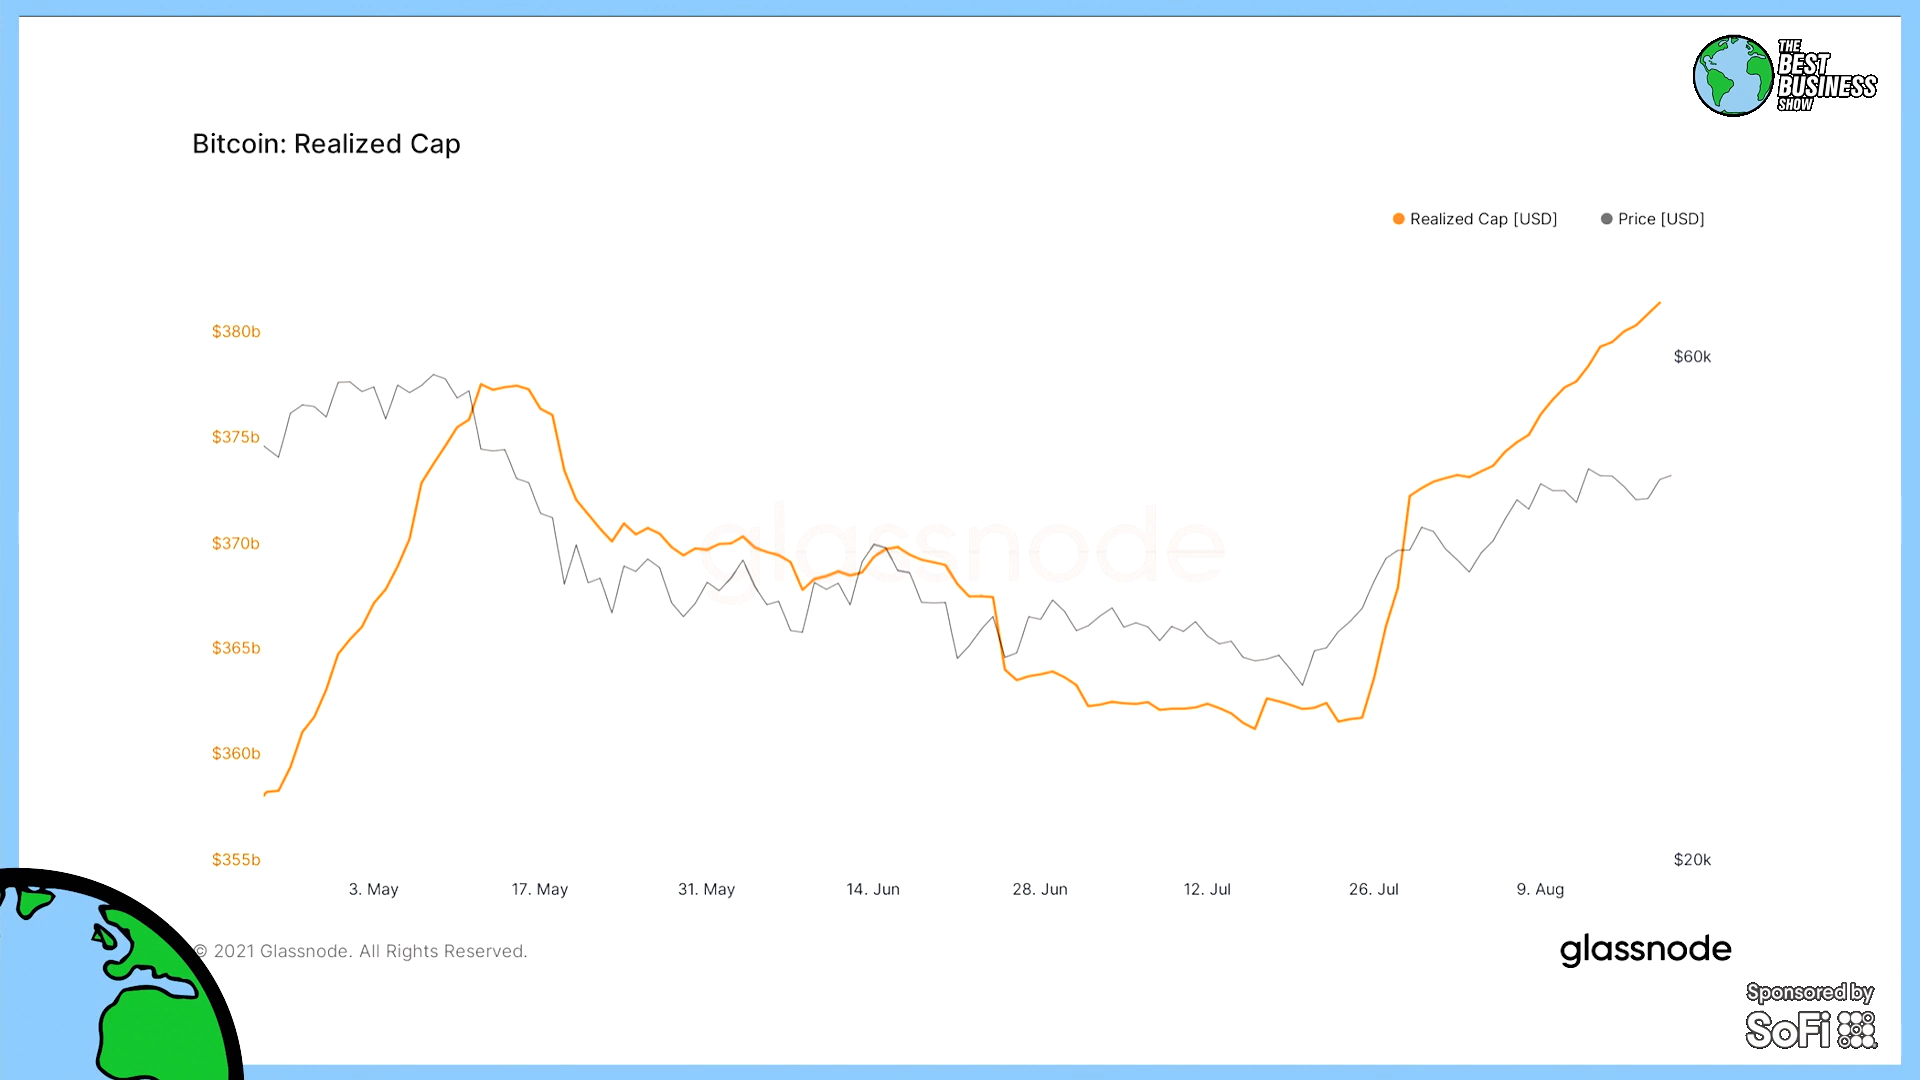 THE
BEST
BUSINESS
SHOW
Bitcoin: Realized Cap
Realized Cap [USD] Price [USD]
$380b
$375b
$370b
$365b
$360b
$355b
$60k
$20k
glassnode
3. May 17. May 31. May 14. Jun 28. Jun 12. Jul 26. Jul 9. Aug
© 2021 Glassnode. All Rights Reserved.
glassnode
Sponsored by
SoFi